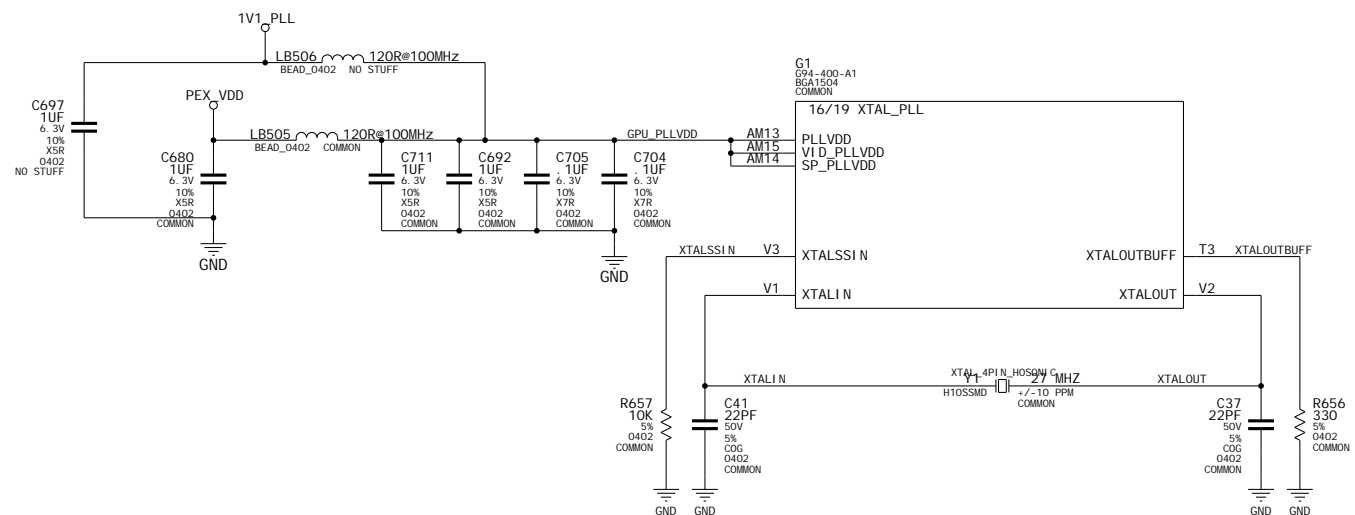 1V1_PLL
LB506 120R@100MHz
BEAD_0402 NO STUFF
PEX_VDD
C697
1UF
6.3V
10%
X5R
0402
NO STUFF
LB505 120R@100MHz
BEAD_0402 COMMON
C680
1UF
6.3V
10%
X5R
0402
COMMON
GND
C711
1UF
6.3V
10%
X5R
0402
COMMON
C692
1UF
6.3V
10%
X5R
0402
COMMON
C705
.1UF
6.3V
10%
X7R
0402
COMMON
C704
.1UF
6.3V
10%
X7R
0402
COMMON
GND
GPU_PLLVDD
G1
G94-400-A1
BGA1504
COMMON
16/19 XTAL_PLL
AM13 PLLVDD
AM15 VID_PLLVDD
AM14 SP_PLLVDD
XTALSSIN V3 XTALSSIN
XTALOUTBUFF T3 XTALOUTBUFF
V1 XTALIN
XTALOUT V2
XTALIN
XTAL_4PIN_HOSONIC
Y1 27 MHZ
H10SSMD +/-10 PPM
COMMON
XTALOUT
R657
10K
5%
0402
COMMON
GND
C41
22PF
50V
5%
C0G
0402
COMMON
GND
C37
22PF
50V
5%
C0G
0402
COMMON
GND
R656
330
5%
0402
COMMON
GND